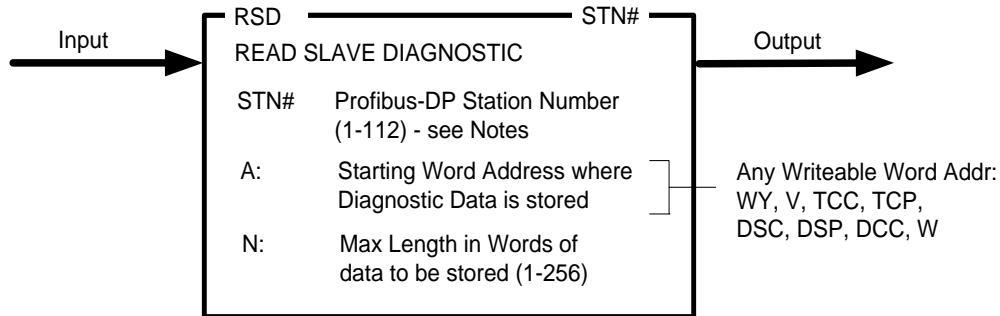 RSD STN#
Input
Output
READ SLAVE DIAGNOSTIC
STN# Profibus-DP Station Number
(1-112) - see Notes
A: Starting Word Address where
Diagnostic Data is stored
Any Writeable Word Addr:
WY, V, TCC, TCP,
DSC, DSP, DCC, W
N: Max Length in Words of
data to be stored (1-256)